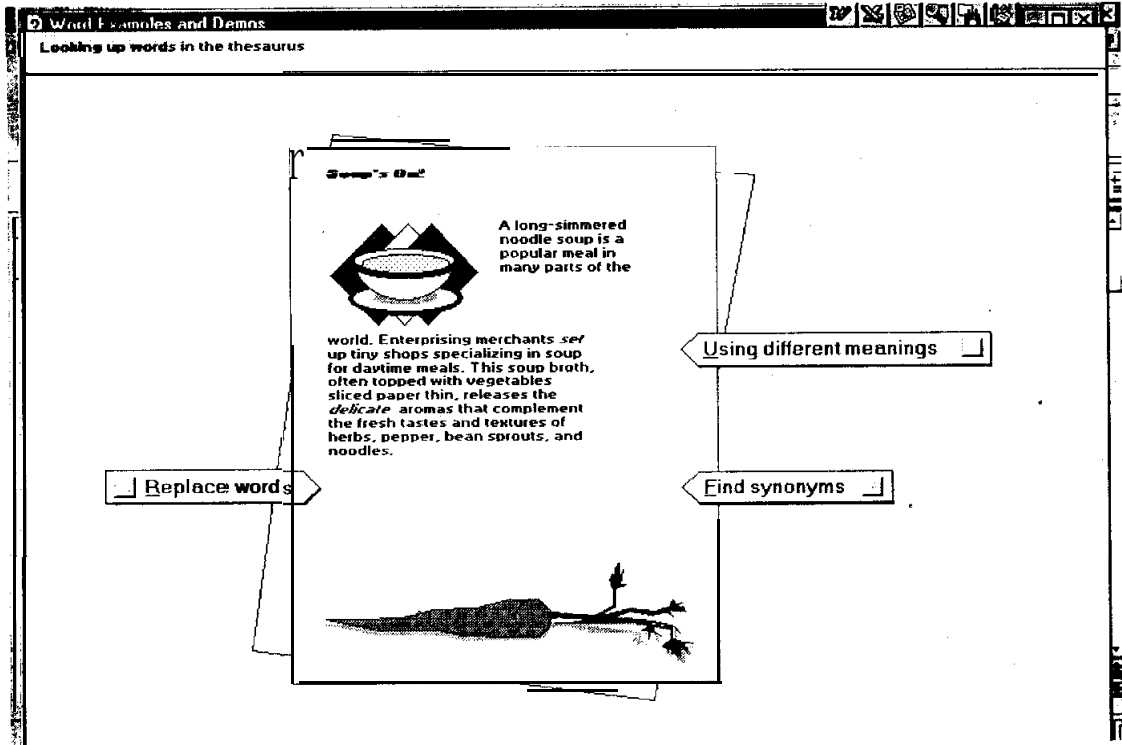 Word Examples and Demos
Looking up words in the thesaurus
Soup's On!
A long-simmered
noodle soup is a
popular meal in
many parts of the
world. Enterprising merchants set
up tiny shops specializing in soup
for daytime meals. This soup broth,
often topped with vegetables
sliced paper thin, releases the
delicate aromas that complement
the fresh tastes and textures of
herbs, pepper, bean sprouts, and
noodles.
Using different meanings
Replace words
Find synonyms